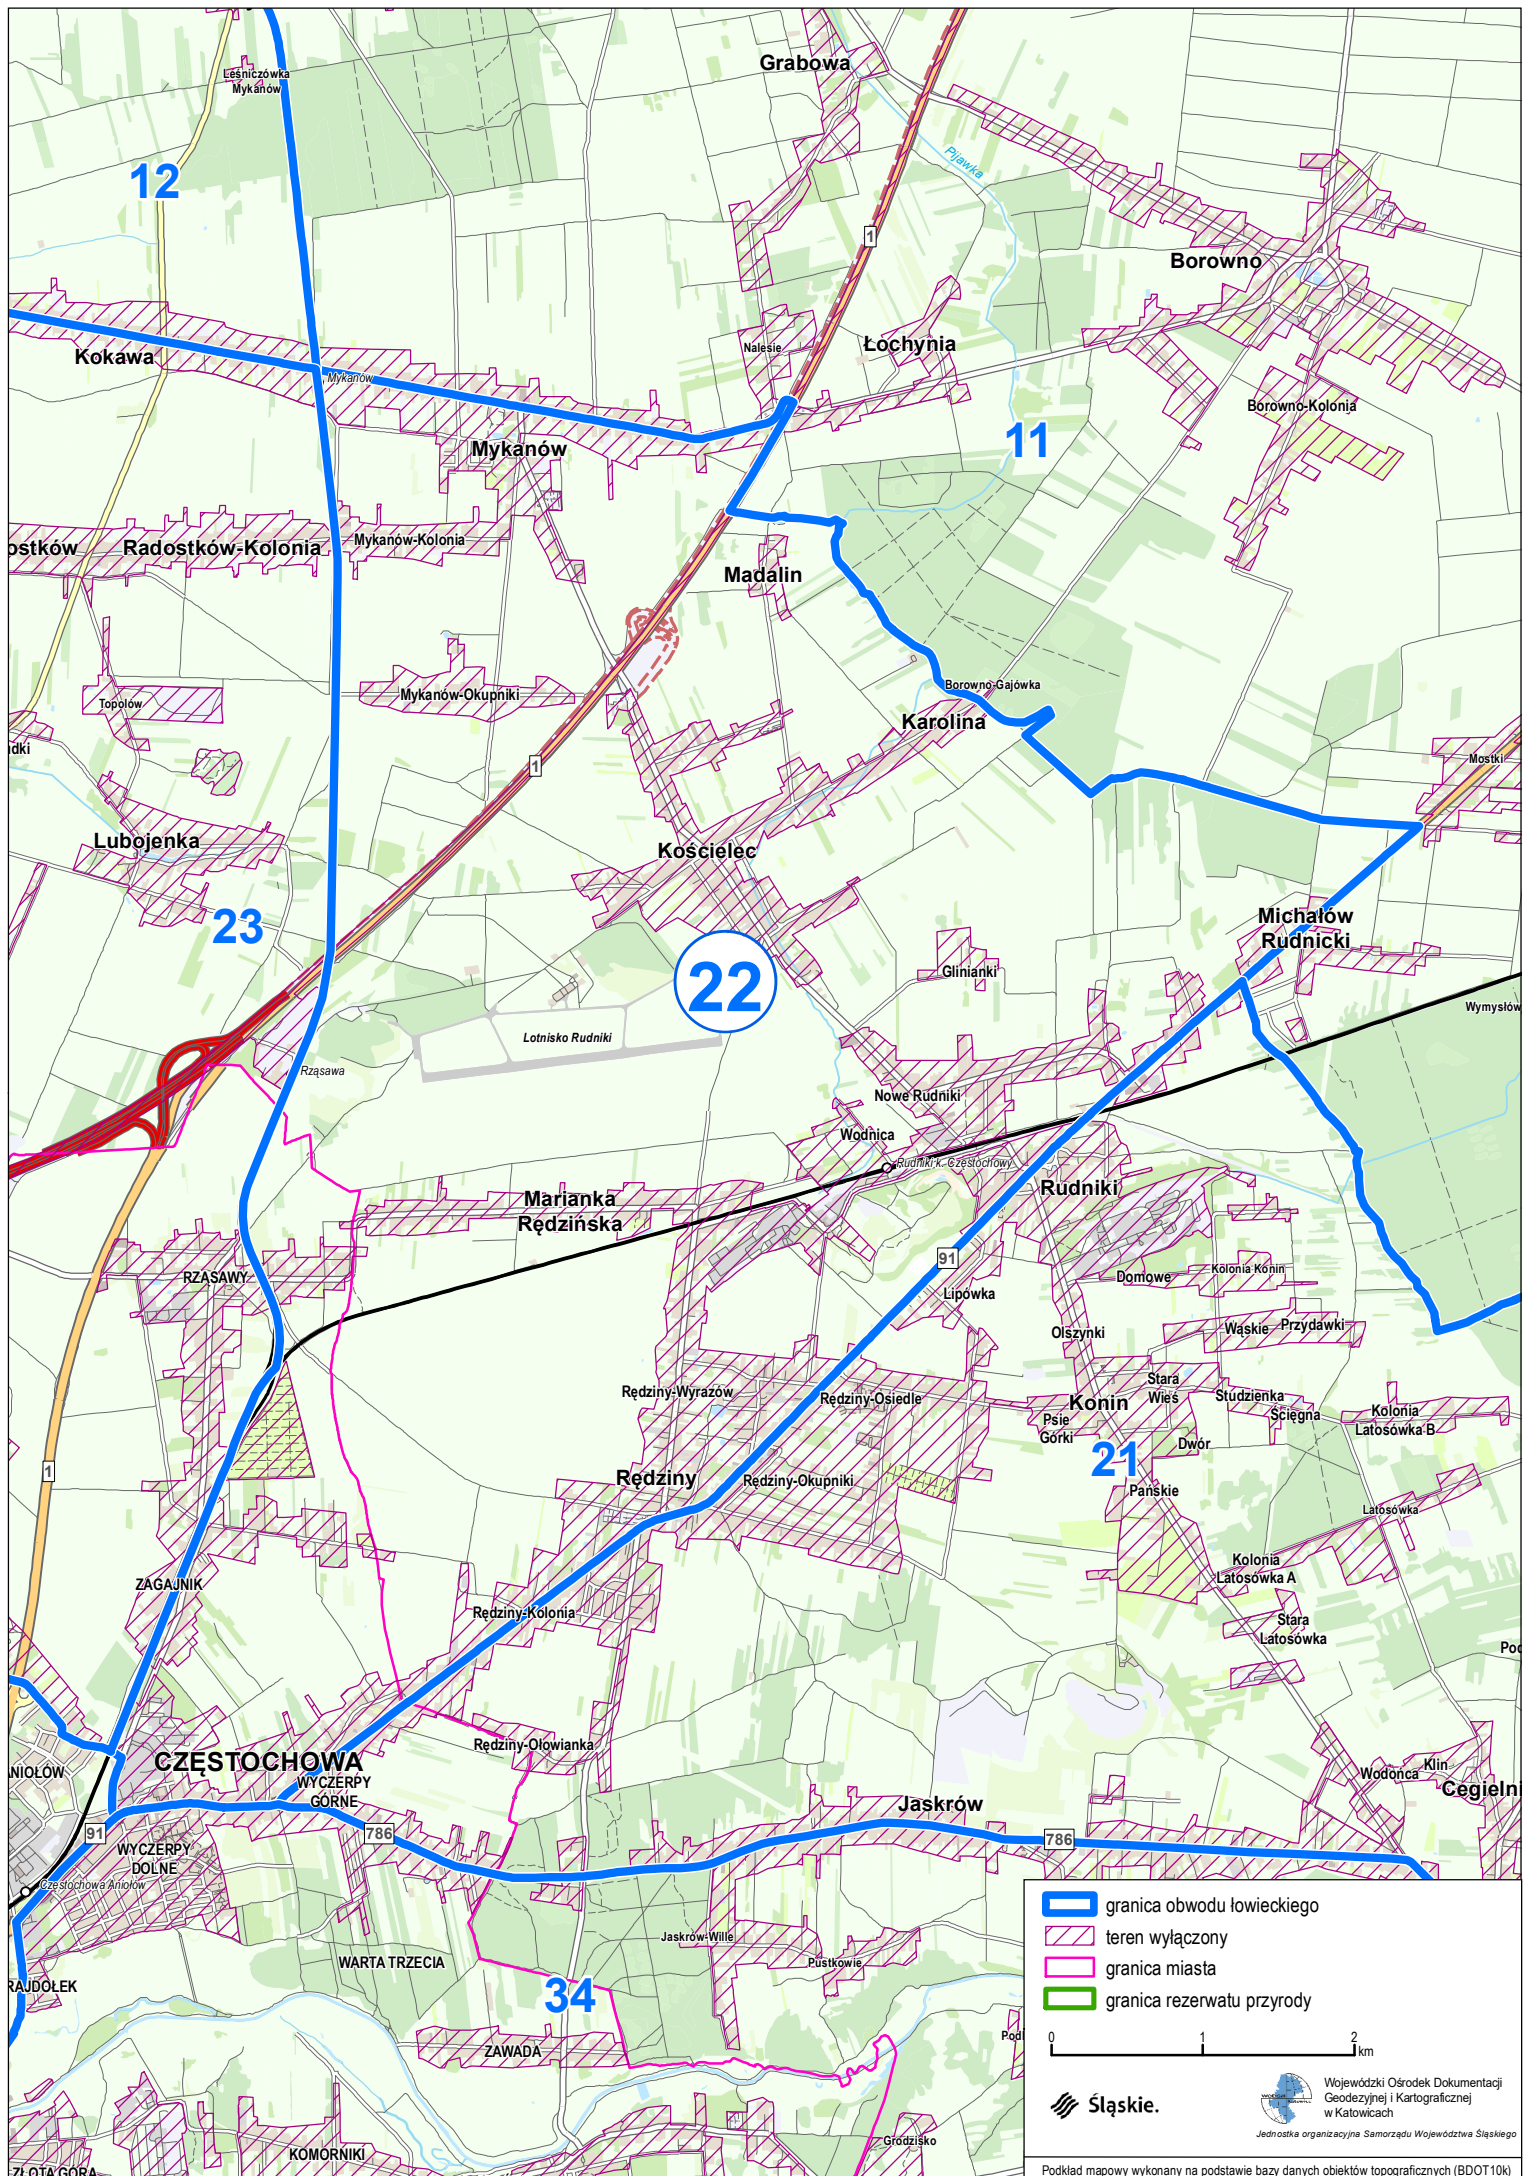 Grabowa
Leśniczówka
Mykanów
12
Pijawka
1
Borowno
Nalesie
Łochynia
Kokawa
Mykanów
Borowno-Kolonia
11
Mykanów
ostków
Radostków-Kolonia
Mykanów-Kolonia
Madalin
Borowno-Gajówka
Mykanów-Okupniki
Topolów
Karolina
udki
Mostki
1
Lubojenka
Kościelec
23
Michałów
Rudnicki
22
Glinianki
Wymysłów
Lotnisko Rudniki
Rząsawa
Nowe Rudniki
Wodnica
Rudniki k. Częstochowy
Rudniki
Marianka
Rędzińska
91
RZĄSAWY
Domowe
Kolonia Konin
Lipówka
Olszynki
Wąskie
Przydawki
Rędziny-Wyrazów
Rędziny-Osiedle
Stara
Wieś
Studzienka
Konin
Psie
Górki
Ścięgna
Kolonia
Latosówka B
Dwór
21
1
Rędziny
Rędziny-Okupniki
Pańskie
Latosówka
ZAGAJNIK
Kolonia
Latosówka A
Rędziny-Kolonia
Stara
Latosówka
Pod
Rędziny-Ołowianka
CZĘSTOCHOWA
ANIOŁÓW
WYCZERPY
GÓRNE
Wodonca
Klin
Cegielni
Jaskrów
91
786
786
WYCZERPY
DOLNE
Częstochowa Aniołów
Jaskrów-Wille
WARTA TRZECIA
Pustkowie
RAJDOŁEK
34
ZAWADA
Podl
KOMORNIKI
Grodzisko
ZŁOTA GÓRA
granica obwodu łowieckiego
teren wyłączony
granica miasta
granica rezerwatu przyrody
0 1 2
km
Śląskie.
Wojewódzki Ośrodek Dokumentacji
Geodezyjnej i Kartograficznej
w Katowicach
Jednostka organizacyjna Samorządu Województwa Śląskiego
Podkład mapowy wykonany na podstawie bazy danych obiektów topograficznych (BDOT10k)